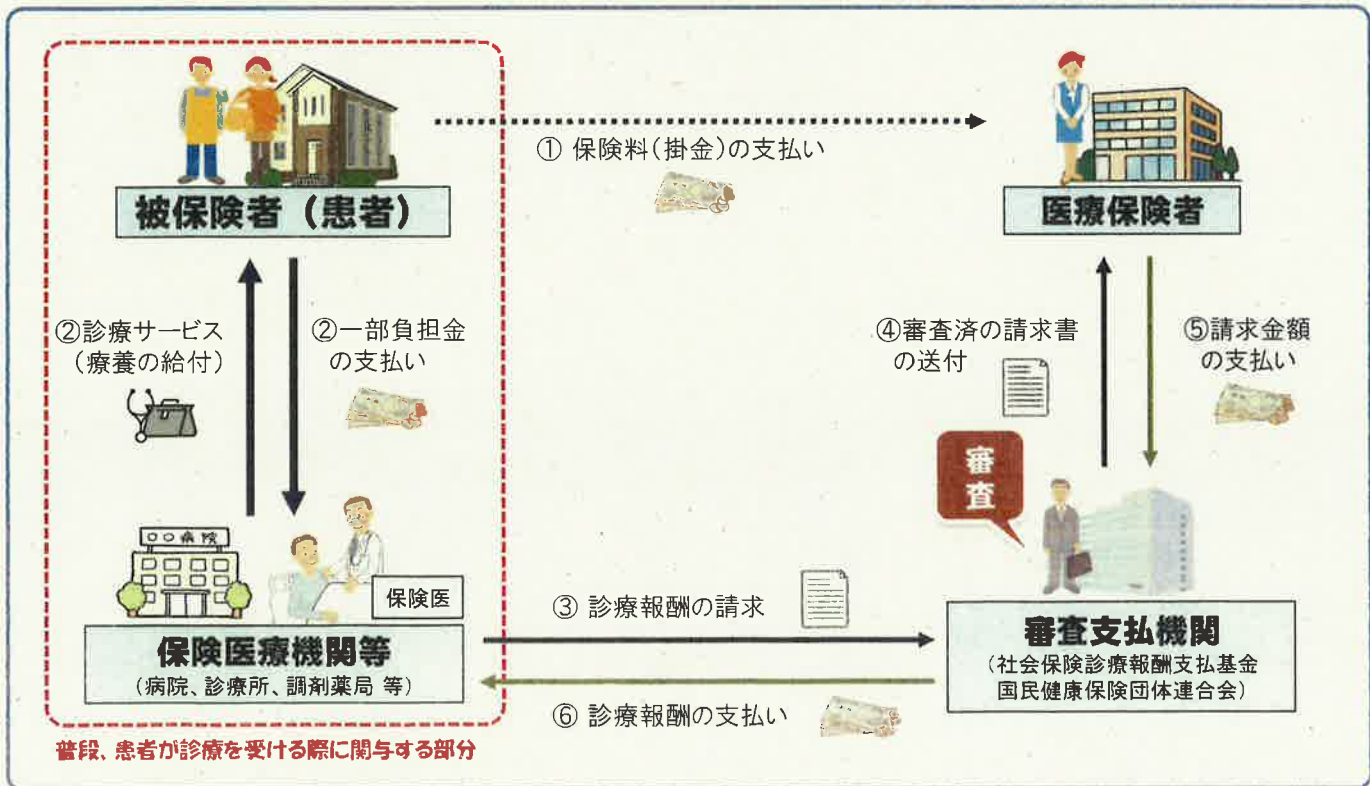 ① 保険料(掛金)の支払い
被保険者(患者)
医療保険者
②診療サービス
(療養の給付)
②一部負担金
の支払い
④審査済の請求書
の送付
⑤請求金額
の支払い
審査
○○病院
保険医
③ 診療報酬の請求
保険医療機関等
(病院、診療所、調剤薬局 等)
審査支払機関
(社会保険診療報酬支払基金
国民健康保険団体連合会)
⑥ 診療報酬の支払い
普段、患者が診療を受ける際に関与する部分